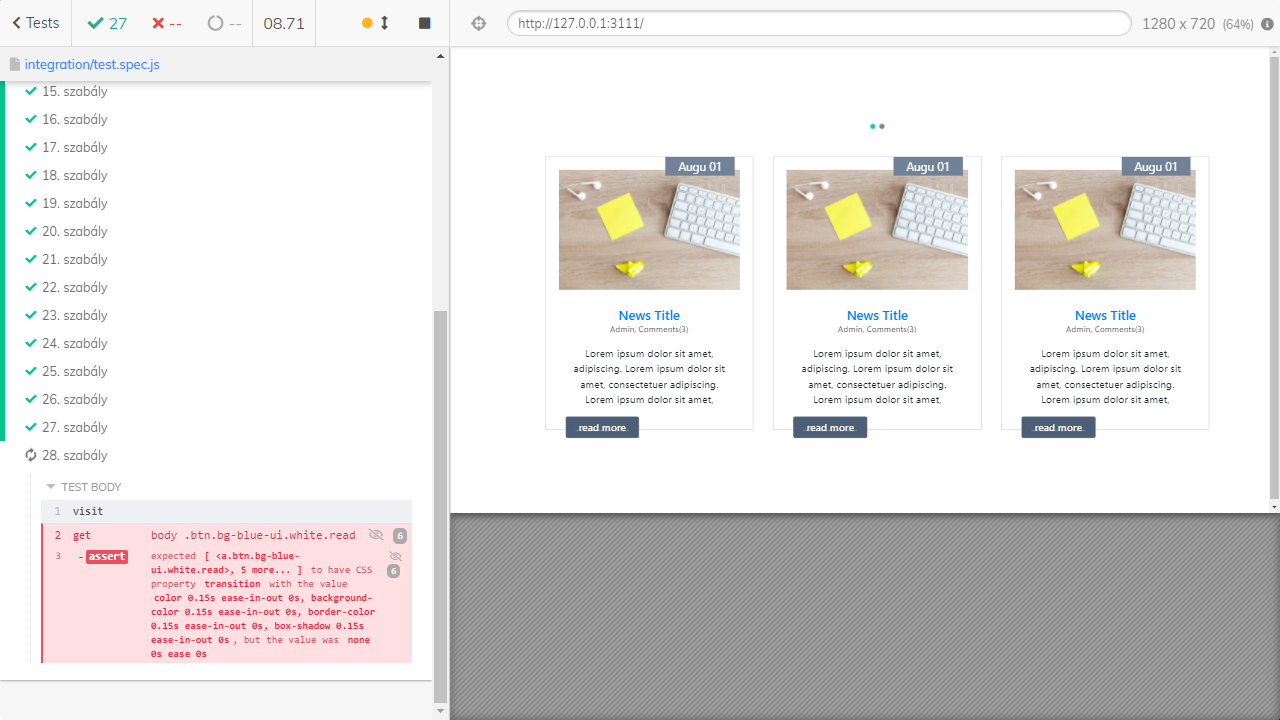 Tests
27
--
--
08.71
http://127.0.0.1:3111/
1280 x 720 (64%)
integration/test.spec.js
15. szabály
16. szabály
17. szabály
18. szabály
19. szabály
20. szabály
21. szabály
22. szabály
23. szabály
24. szabály
25. szabály
26. szabály
27. szabály
28. szabály
TEST BODY
1 visit
2 get body .btn.bg-blue-ui.white.read 6
3 -assert expected [ <a.btn.bg-blue-
ui.white.read>, 5 more... ] to have CSS 6
property transition with the value
color 0.15s ease-in-out 0s, background-
color 0.15s ease-in-out 0s, border-color
0.15s ease-in-out 0s, box-shadow 0.15s
ease-in-out 0s, but the value was none
0s ease 0s
Augu 01
News Title
Admin, Comments(3)
Lorem ipsum dolor sit amet,
adipiscing. Lorem ipsum dolor sit
amet, consectetuer adipiscing.
Lorem ipsum dolor sit amet,
read more
Augu 01
News Title
Admin, Comments(3)
Lorem ipsum dolor sit amet,
adipiscing. Lorem ipsum dolor sit
amet, consectetuer adipiscing.
Lorem ipsum dolor sit amet,
read more
Augu 01
News Title
Admin, Comments(3)
Lorem ipsum dolor sit amet,
adipiscing. Lorem ipsum dolor sit
amet, consectetuer adipiscing.
Lorem ipsum dolor sit amet,
read more